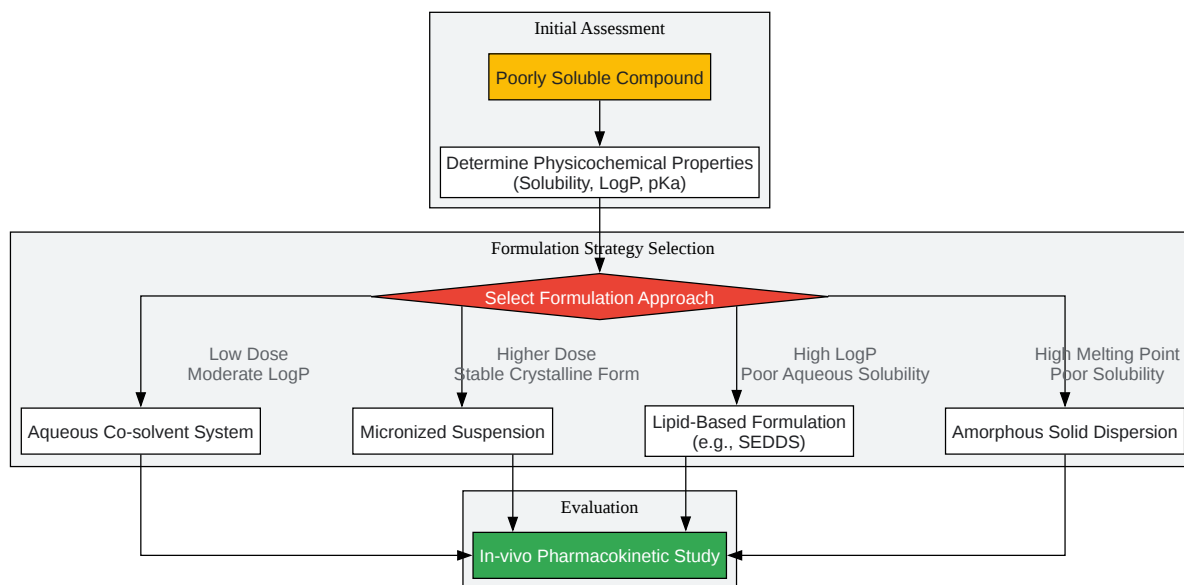 Initial Assessment
Poorly Soluble Compound
Determine Physicochemical Properties
(Solubility, LogP, pKa)
Formulation Strategy Selection
Select Formulation Approach
Low Dose
Moderate LogP
Higher Dose
Stable Crystalline Form
High LogP
Poor Aqueous Solubility
High Melting Point
Poor Solubility
Aqueous Co-solvent System
Micronized Suspension
Lipid-Based Formulation
(e.g., SEDDS)
Amorphous Solid Dispersion
Evaluation
In-vivo Pharmacokinetic Study